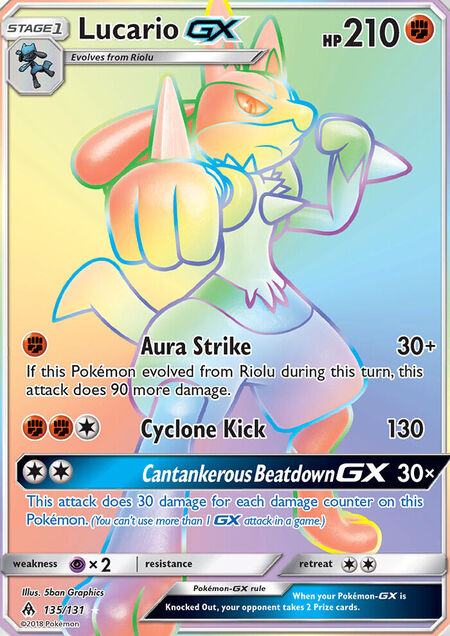 STAGE 1
Lucario GX
HP 210
Evolves from Riolu
Aura Strike 30+
If this Pokémon evolved from Riolu during this turn, this
attack does 90 more damage.
Cyclone Kick 130
Cantankerous Beatdown GX 30×
This attack does 30 damage for each damage counter on this
Pokémon. (You can't use more than 1 GX attack in a game.)
weakness ×2 resistance retreat
Illus. 5ban Graphics
135/131
©2018 Pokémon
Pokémon-GX rule
When your Pokémon-GX is
Knocked Out, your opponent takes 2 Prize cards.